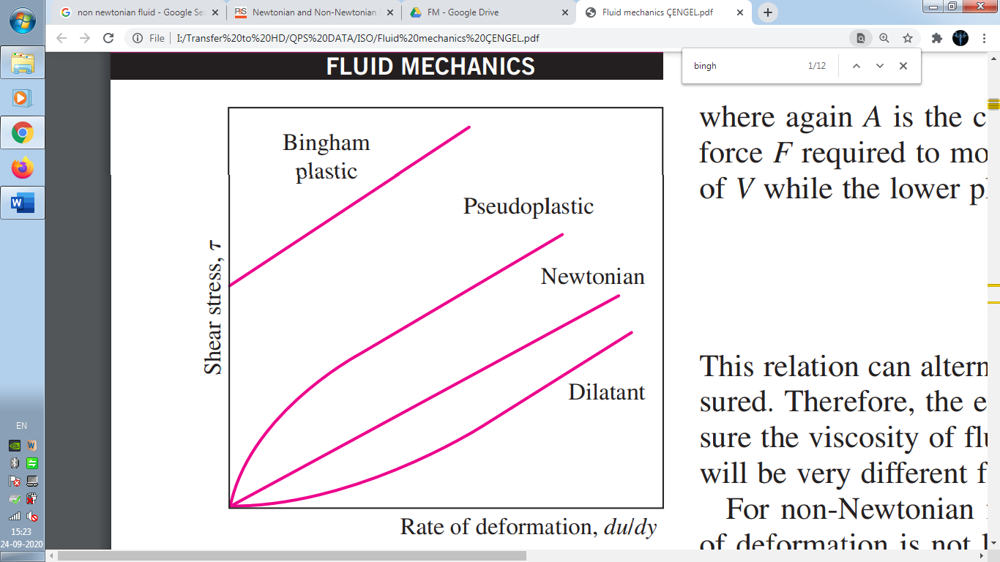 non newtonian fluid - Google Se
RS Newtonian and Non-Newtonian
FM - Google Drive
Fluid mechanics ÇENGEL.pdf
File | I:/Transfer%20to%20HD/QPS%20DATA/ISO/Fluid%20mechanics%20ÇENGEL.pdf
bingh 1/12
FLUID MECHANICS
Bingham
plastic
Pseudoplastic
Newtonian
Dilatant
Shear stress, τ
Rate of deformation, du/dy
where again A is the c
force F required to mo
of V while the lower pl
This relation can altern
sured. Therefore, the e
sure the viscosity of flu
will be very different f
For non-Newtonian
of deformation is not l
EN
15:23
24-09-2020